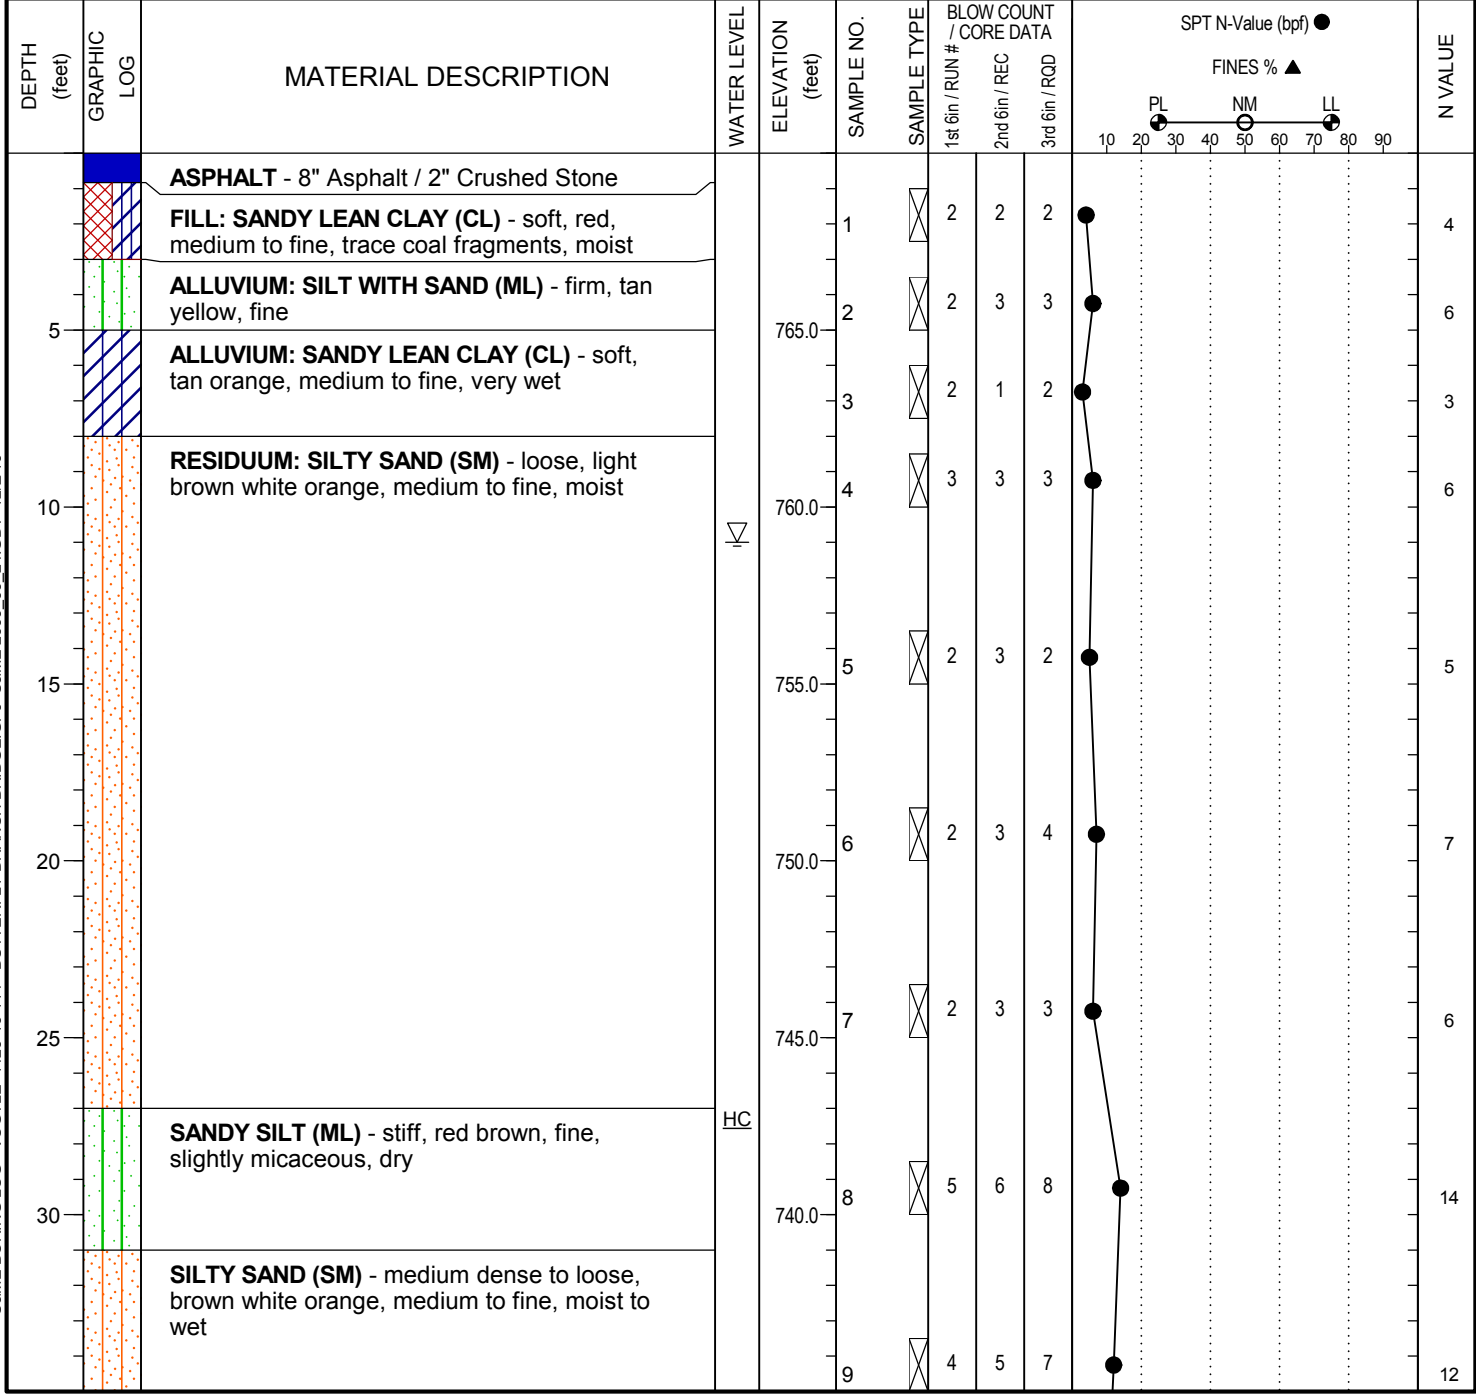 DEPTH
(feet)
GRAPHIC
LOG
MATERIAL DESCRIPTION
WATER LEVEL
ELEVATION
(feet)
SAMPLE NO.
SAMPLE TYPE
BLOW COUNT
/ CORE DATA
1st 6in / RUN #
2nd 6in / REC
3rd 6in / RQD
SPT N-Value (bpf)
FINES %
PL NM LL
10 20 30 40 50 60 70 80 90
N VALUE
ASPHALT - 8" Asphalt / 2" Crushed Stone
FILL: SANDY LEAN CLAY (CL) - soft, red,
medium to fine, trace coal fragments, moist
1 2 2 2 4
ALLUVIUM: SILT WITH SAND (ML) - firm, tan
yellow, fine
2 2 3 3 6
5 765.0
ALLUVIUM: SANDY LEAN CLAY (CL) - soft,
tan orange, medium to fine, very wet
3 2 1 2 3
RESIDUUM: SILTY SAND (SM) - loose, light
brown white orange, medium to fine, moist
4 3 3 3 6
10 760.0
5 2 3 2 5
15 755.0
6 2 3 4 7
20 750.0
7 2 3 3 6
25 745.0
HC
SANDY SILT (ML) - stiff, red brown, fine,
slightly micaceous, dry
8 5 6 8 14
30 740.0
SILTY SAND (SM) - medium dense to loose,
brown white orange, medium to fine, moist to
wet
9 4 5 7 12